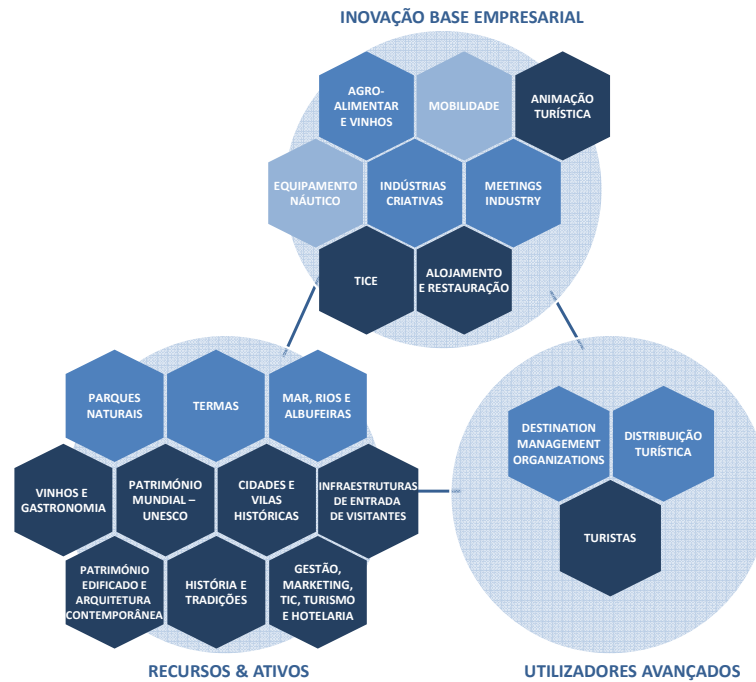 INOVAÇÃO BASE EMPRESARIAL
AGRO-
ALIMENTAR
E VINHOS
MOBILIDADE
ANIMAÇÃO
TURÍSTICA
EQUIPAMENTO
NÁUTICO
INDÚSTRIAS
CRIATIVAS
MEETINGS
INDUSTRY
TICE
ALOJAMENTO
E RESTAURAÇÃO
PARQUES
NATURAIS
TERMAS
MAR, RIOS E
ALBUFEIRAS
VINHOS E
GASTRONOMIA
PATRIMÓNIO
MUNDIAL –
UNESCO
CIDADES E
VILAS
HISTÓRICAS
INFRAESTRUTURAS
DE ENTRADA
DE VISITANTES
PATRIMÓNIO
EDIFICADO E
ARQUITETURA
CONTEMPORÂNEA
HISTÓRIA E
TRADIÇÕES
GESTÃO,
MARKETING,
TIC, TURISMO
E HOTELARIA
RECURSOS & ATIVOS
DESTINATION
MANAGEMENT
ORGANIZATIONS
DISTRIBUIÇÃO
TURÍSTICA
TURISTAS
UTILIZADORES AVANÇADOS